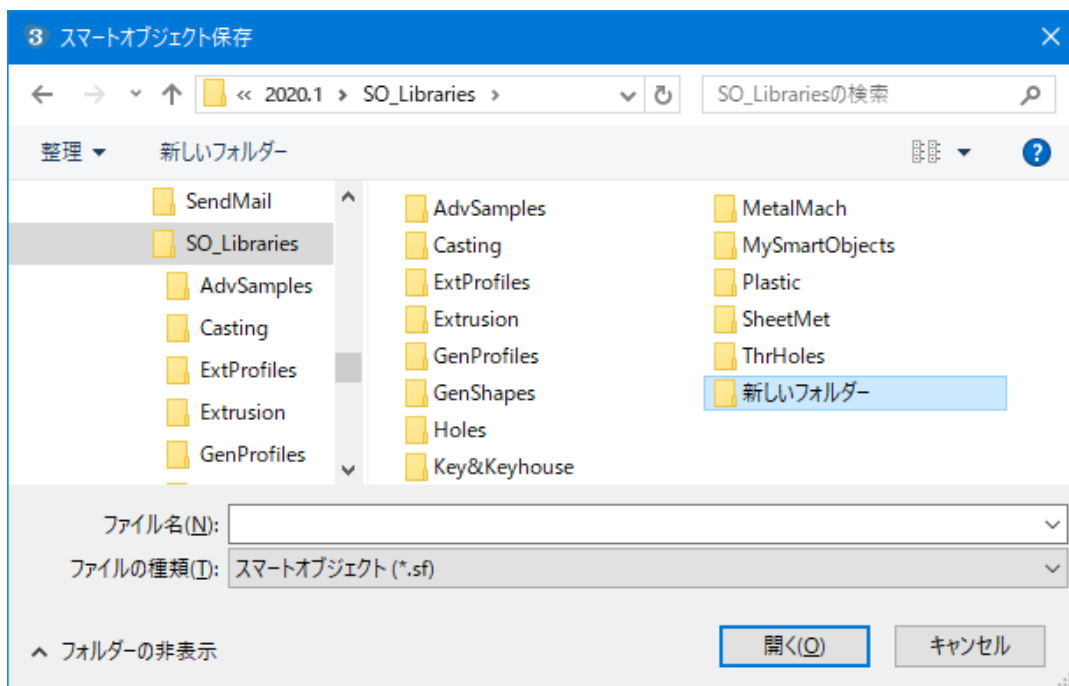 3 スマートオブジェクト保存
« 2020.1 › SO_Libraries ›
SO_Librariesの検索
整理
新しいフォルダー
?
SendMail
SO_Libraries
AdvSamples
Casting
ExtProfiles
Extrusion
GenProfiles
AdvSamples
Casting
ExtProfiles
Extrusion
GenProfiles
GenShapes
Holes
Key&Keyhouse
MetalMach
MySmartObjects
Plastic
SheetMet
ThrHoles
新しいフォルダー
ファイル名(N):
ファイルの種類(T): スマートオブジェクト (*.sf)
フォルダーの非表示
開く(O)
キャンセル